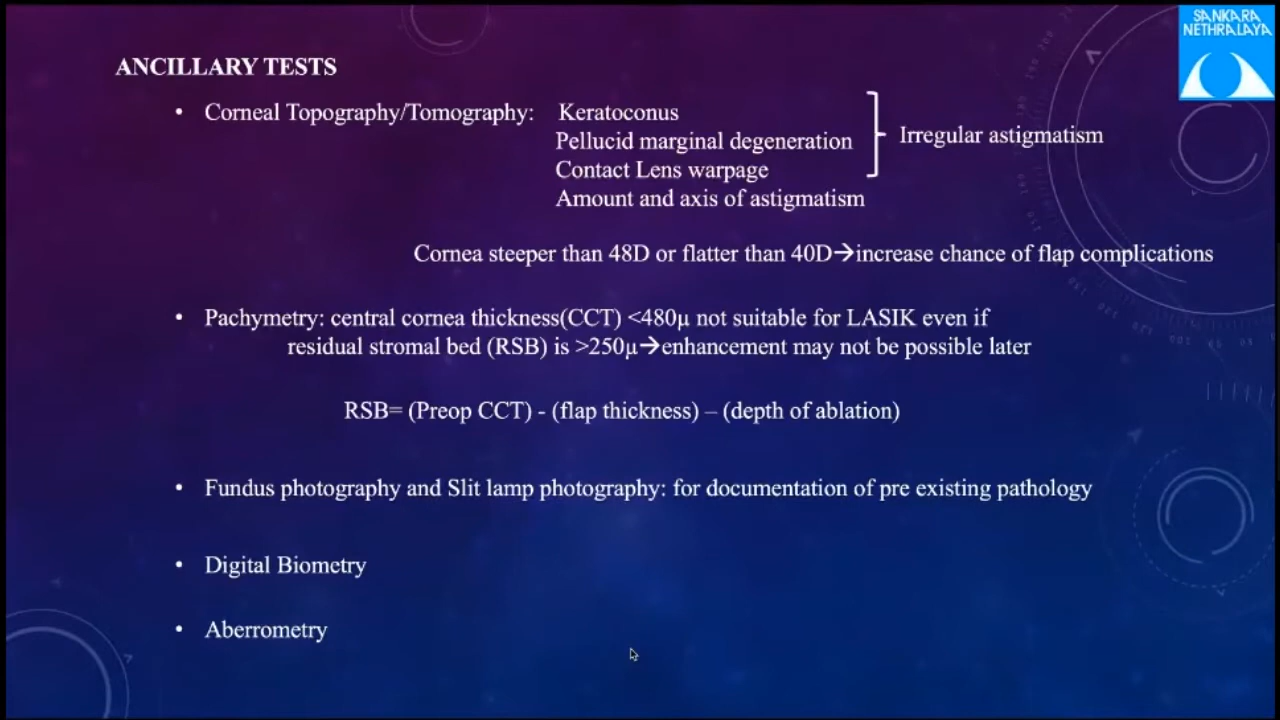 SANKARA
NETHRALAYA
ANCILLARY TESTS
• Corneal Topography/Tomography: Keratoconus
Pellucid marginal degeneration
Irregular astigmatism
Contact Lens warpage
Amount and axis of astigmatism
Cornea steeper than 48D or flatter than 40D→increase chance of flap complications
• Pachymetry: central cornea thickness(CCT) <480µ not suitable for LASIK even if
residual stromal bed (RSB) is >250µ→enhancement may not be possible later
RSB= (Preop CCT) - (flap thickness) – (depth of ablation)
• Fundus photography and Slit lamp photography: for documentation of pre existing pathology
• Digital Biometry
• Aberrometry